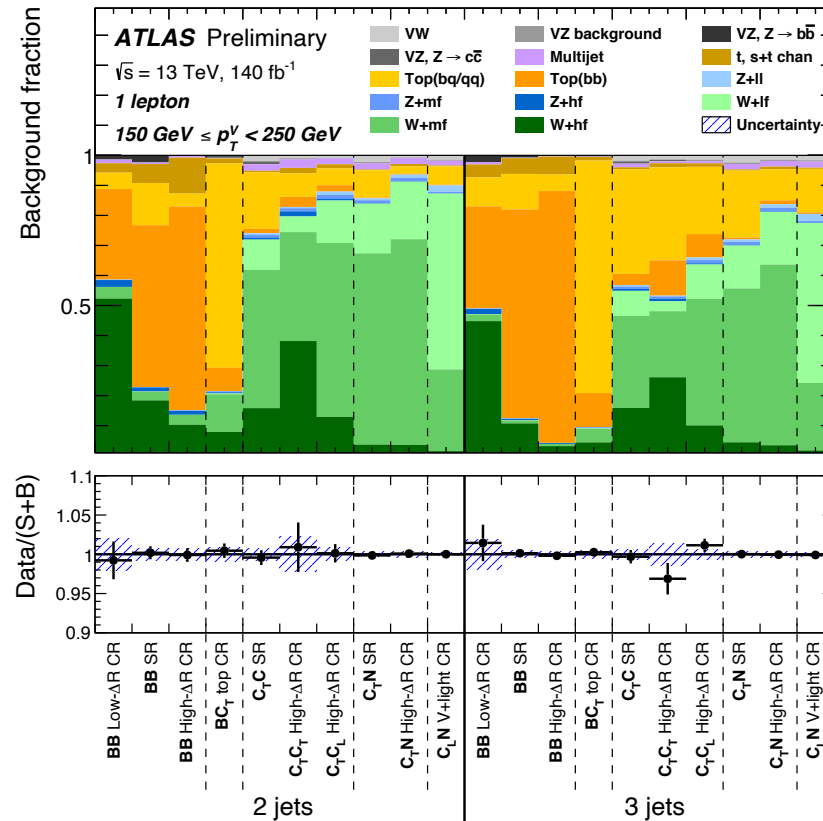 ATLAS Preliminary
√s = 13 TeV, 140 fb⁻¹
1 lepton
150 GeV ≤ p_T^V < 250 GeV
VW
VZ background
VZ, Z → bb̅
VZ, Z → cc̅
Multijet
t, s+t chan
Top(bq/qq)
Top(bb)
Z+ll
Z+mf
Z+hf
W+lf
W+mf
W+hf
Uncertainty
Background fraction
1
0.5
Data/(S+B)
1.1
1.05
1
0.95
0.9
BB Low-ΔR CR
BB SR
BB High-ΔR CR
BC_T top CR
C_TC SR
C_TC_T High-ΔR CR
C_TC_L High-ΔR CR
C_TN SR
C_TN High-ΔR CR
C_LN V+light CR
BB Low-ΔR CR
BB SR
BB High-ΔR CR
BC_T top CR
C_TC SR
C_TC_T High-ΔR CR
C_TC_L High-ΔR CR
C_TN SR
C_TN High-ΔR CR
C_LN V+light CR
2 jets
3 jets